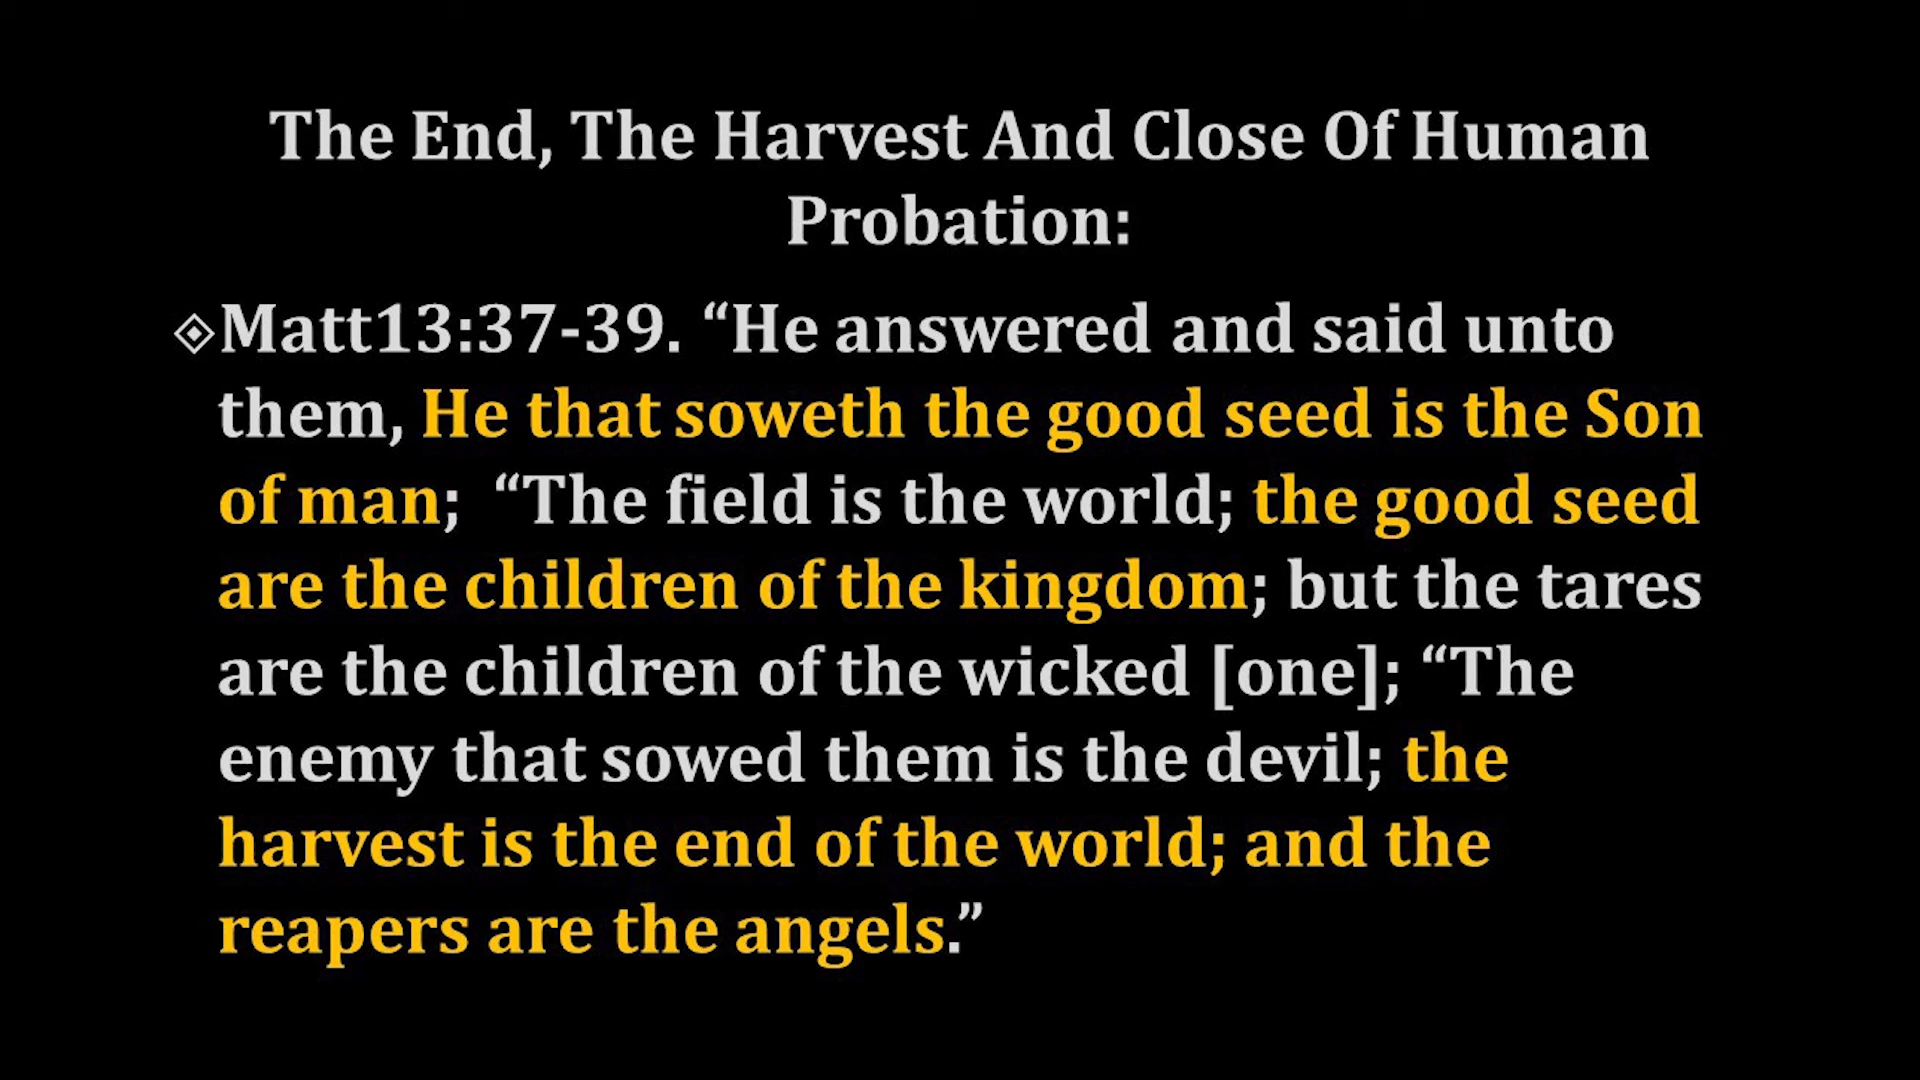 The End, The Harvest And Close Of Human
Probation:
Matt13:37-39. “He answered and said unto
them, He that soweth the good seed is the Son
of man;  “The field is the world; the good seed
are the children of the kingdom; but the tares
are the children of the wicked [one]; “The
enemy that sowed them is the devil; the
harvest is the end of the world; and the
reapers are the angels.”